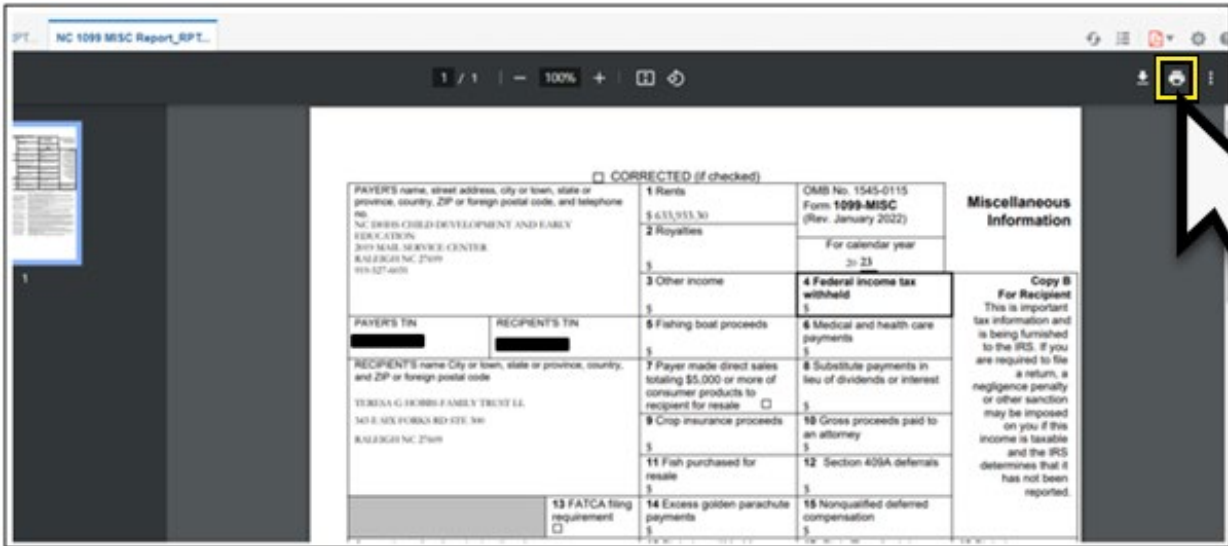 NC 1099 MISC Report_RPT...
1 / 1 | − 100% +
1
CORRECTED (if checked)
PAYER'S name, street address, city or town, state or
province, country, ZIP or foreign postal code, and telephone
no.
NC DHHS CHILD DEVELOPMENT AND EARLY
EDUCATION
2019 MAIL SERVICE CENTER
RALEIGH NC 27699
PAYER'S TIN
RECIPIENT'S TIN
RECIPIENT'S name City or town, state or province, country,
and ZIP or foreign postal code
TERESA G HOBBS FAMILY TRUST LL
RALEIGH NC 27609
1 Rents
$ 633,933.30
2 Royalties
$
OMB No. 1545-0115
Form 1099-MISC
(Rev. January 2022)
For calendar year
20 23
Miscellaneous
Information
3 Other income
$
4 Federal income tax
withheld
$
5 Fishing boat proceeds
$
6 Medical and health care
payments
$
7 Payer made direct sales
totaling $5,000 or more of
consumer products to
recipient for resale
8 Substitute payments in
lieu of dividends or interest
$
9 Crop insurance proceeds
$
10 Gross proceeds paid to
an attorney
$
11 Fish purchased for
resale
$
12 Section 409A deferrals
$
13 FATCA filing
requirement
14 Excess golden parachute
payments
$
15 Nonqualified deferred
compensation
$
Copy B
For Recipient
This is important
tax information and
is being furnished
to the IRS. If you
are required to file
a return, a
negligence penalty
or other sanction
may be imposed
on you if this
income is taxable
and the IRS
determines that it
has not been
reported.